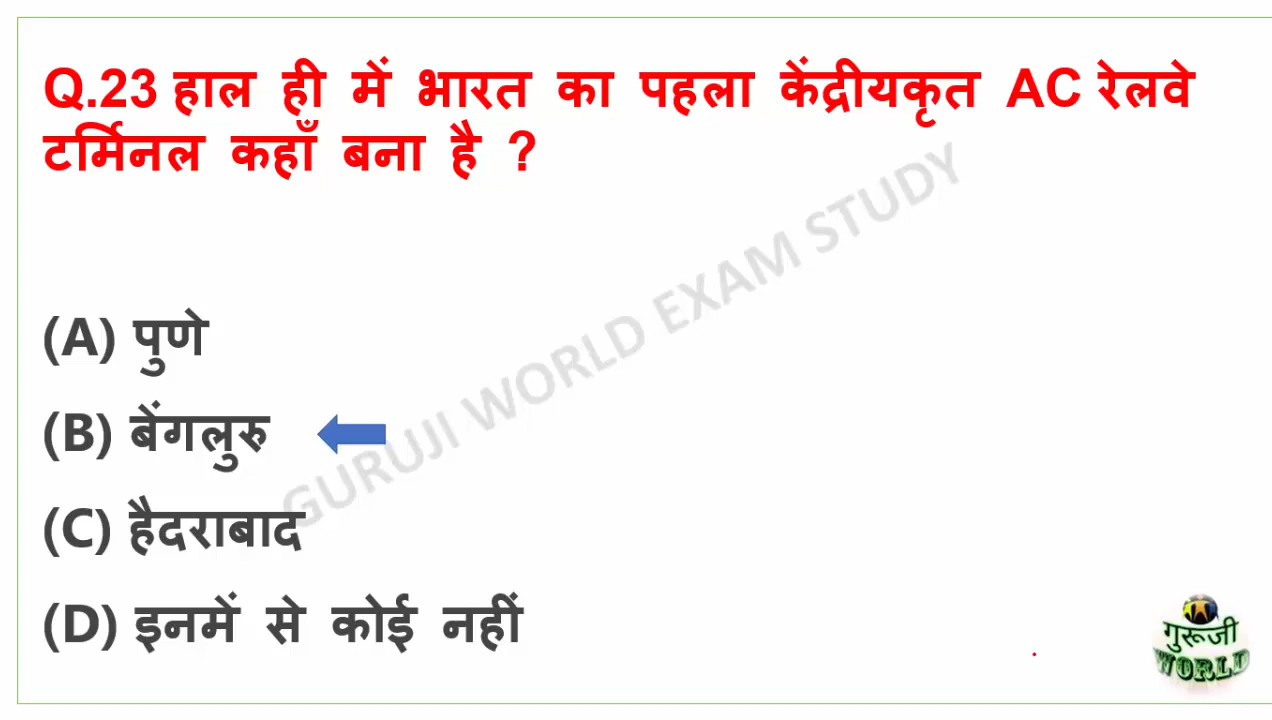 Q.23 हाल ही में भारत का पहला केंद्रीयकृत AC रेलवे
टर्मिनल कहाँ बना है ?
(A) पुणे
(B) बेंगलुरु
(C) हैदराबाद
(D) इनमें से कोई नहीं
GURUJI WORLD EXAM STUDY
गुरूजी
WORLD